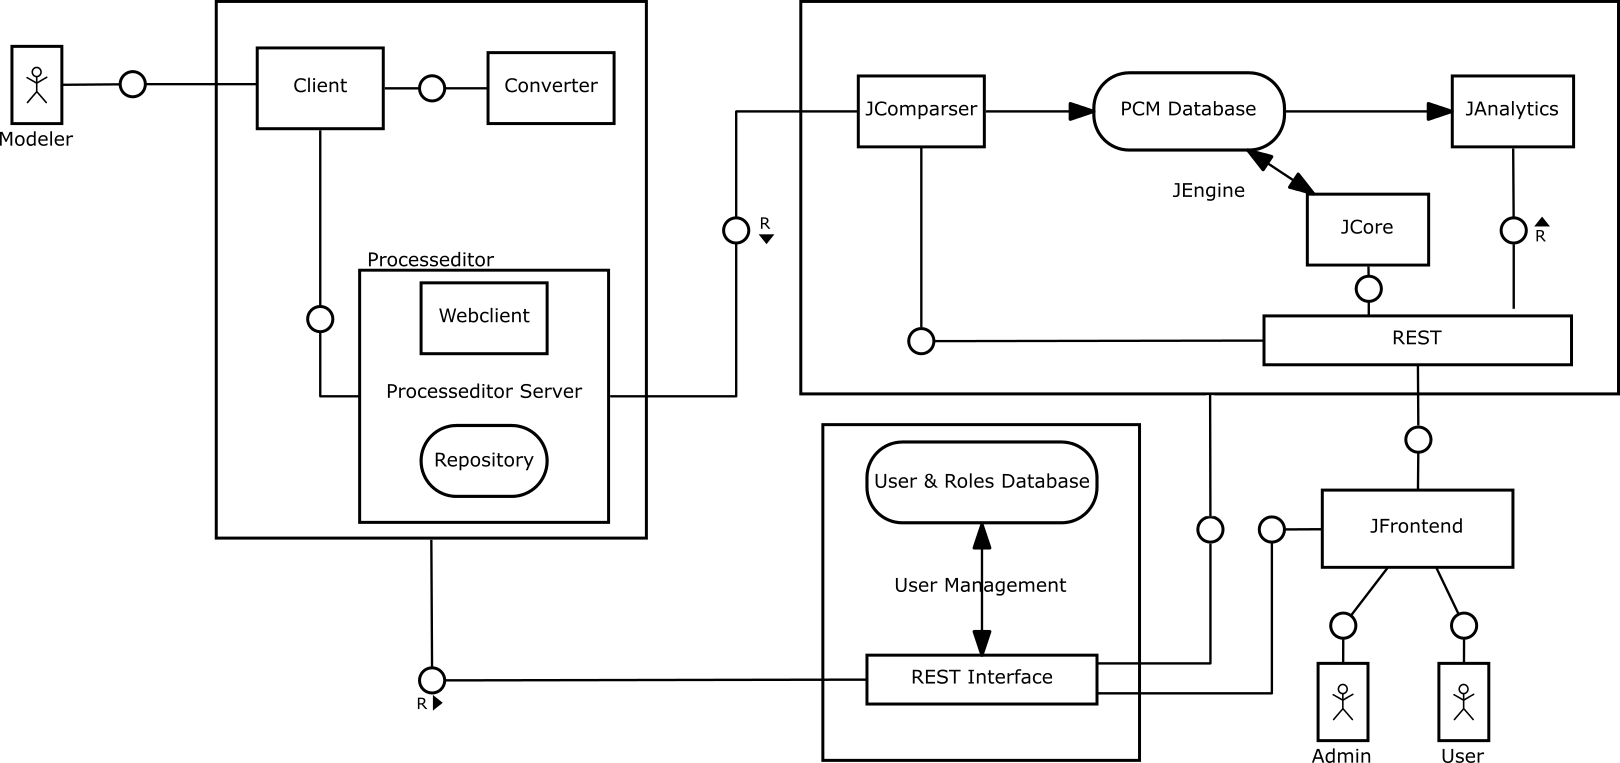 Modeler
Client
Converter
Processeditor
Webclient
Processeditor Server
Repository
R
R
JComparser
PCM Database
JAnalytics
JEngine
JCore
R
REST
User & Roles Database
User Management
REST Interface
JFrontend
Admin
User